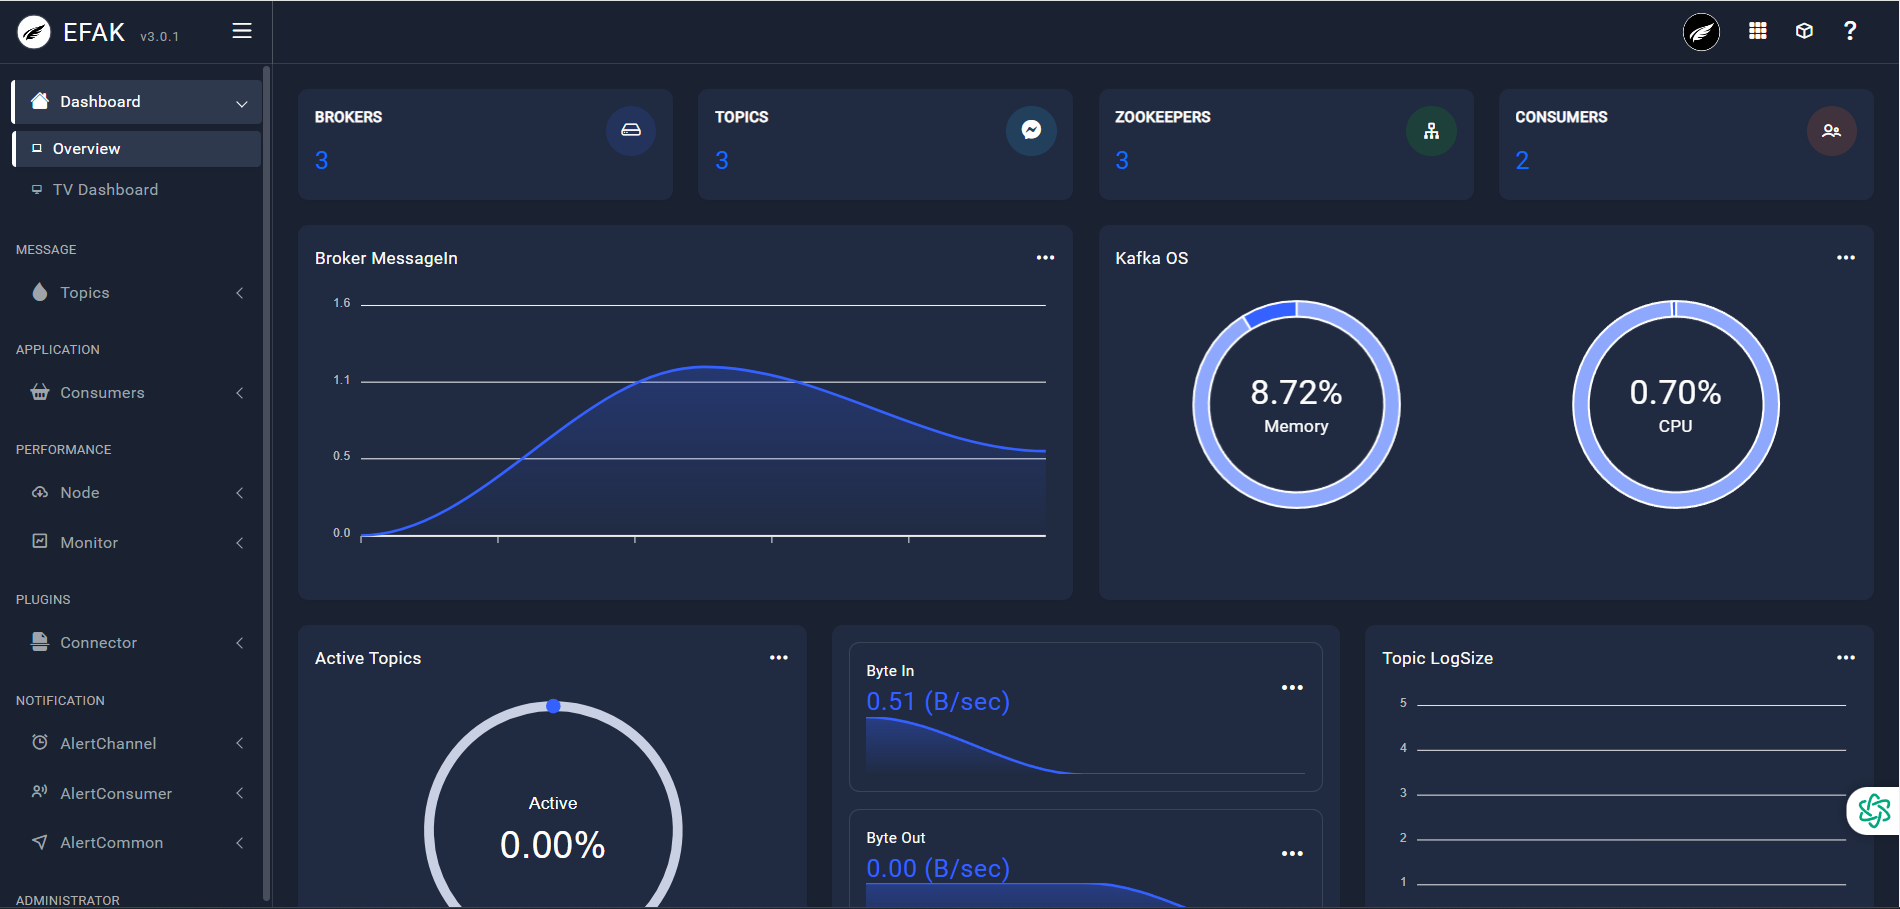 EFAK v3.0.1
Dashboard
Overview
TV Dashboard
MESSAGE
Topics
APPLICATION
Consumers
PERFORMANCE
Node
Monitor
PLUGINS
Connector
NOTIFICATION
AlertChannel
AlertConsumer
AlertCommon
ADMINISTRATOR
?
BROKERS
3
TOPICS
3
ZOOKEEPERS
3
CONSUMERS
2
Broker MessageIn
1.6
1.1
0.5
0.0
Kafka OS
8.72%
Memory
0.70%
CPU
Active Topics
Active
0.00%
Byte In
0.51 (B/sec)
Byte Out
0.00 (B/sec)
Topic LogSize
5
4
3
2
1